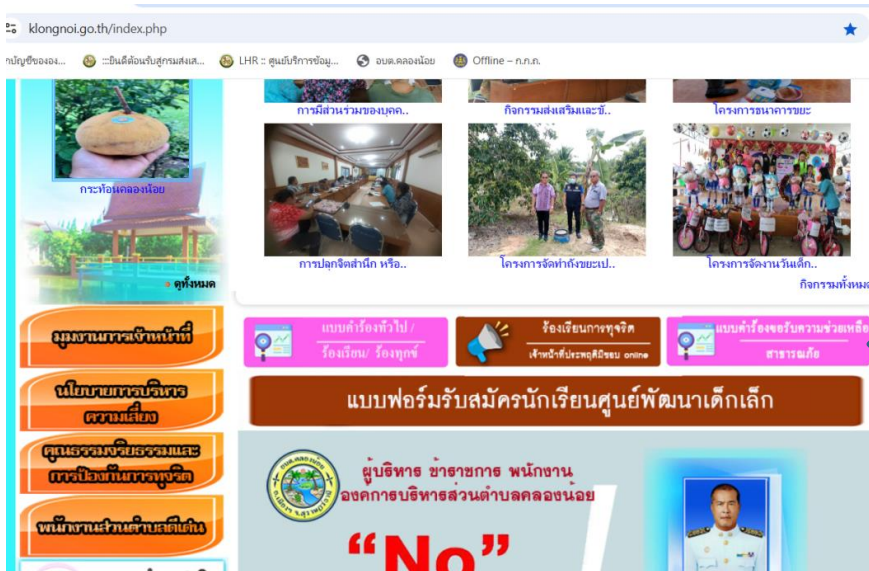 klongnoi.go.th/index.php
:::ยินดีต้อนรับสู่กรมส่งเส...
LHR :: ศูนย์บริการข้อมู...
อบต.คลองน้อย
Offline – ก.ท.ถ.
การมีส่วนร่วมของบุคค..
กิจกรรมส่งเสริมและขั..
โครงการธนาคารขยะ
กระท้อนคลองน้อย
การปลุกจิตสำนึก หรือ..
โครงการจัดทำถังขยะเป..
โครงการจัดงานวันเด็ก..
» ดูทั้งหมด
กิจกรรมทั้งหมด
มุมงานการเจ้าหน้าที่
แบบคำร้องทั่วไป /
ร้องเรียน/ ร้องทุกข์
ร้องเรียนการทุจริต
เจ้าหน้าที่ประพฤติมิชอบ online
แบบคำร้องขอรับความช่วยเหลือ
สาธารณภัย
นโยบายการบริหาร
ความเสี่ยง
แบบฟอร์มรับสมัครนักเรียนศูนย์พัฒนาเด็กเล็ก
คุณธรรมจริยธรรมและ
การป้องกันการทุจริต
ผู้บริหาร ข้าราชการ พนักงาน
องค์การบริหารส่วนตำบลคลองน้อย
พนักงานส่วนตำบลดีเด่น
“No”